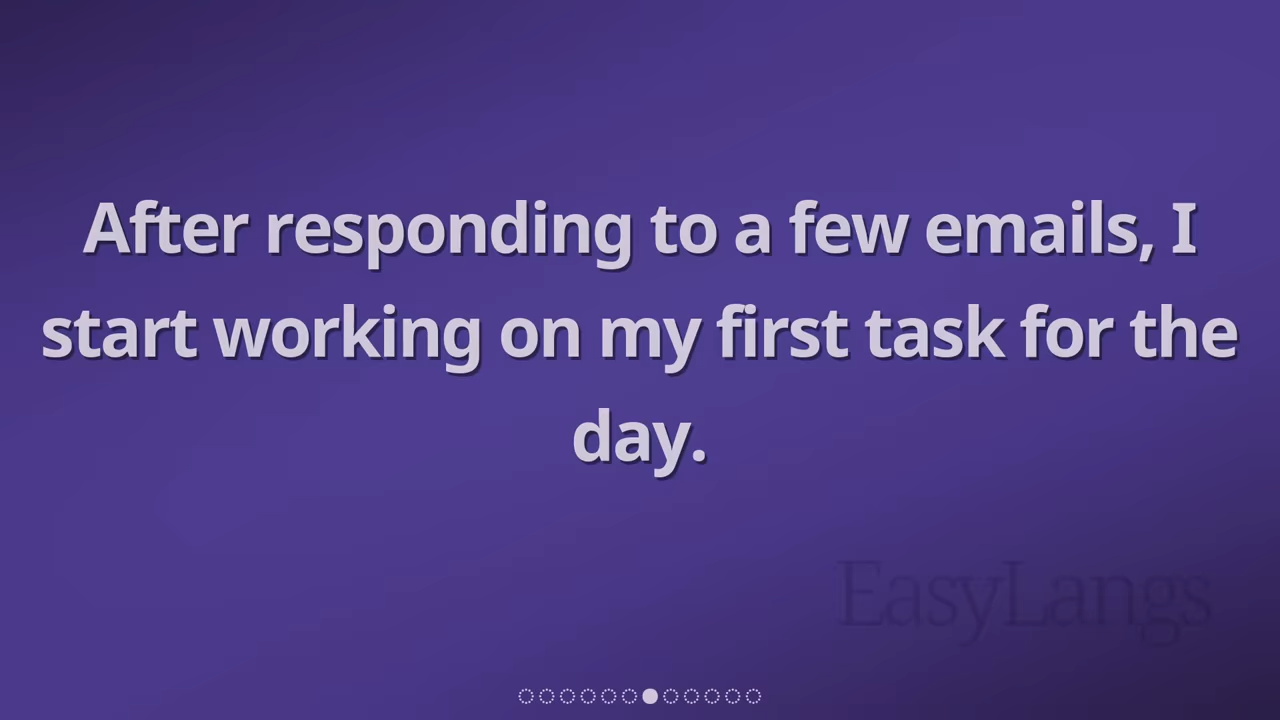 After responding to a few emails, I
start working on my first task for the
day.
EasyLangs